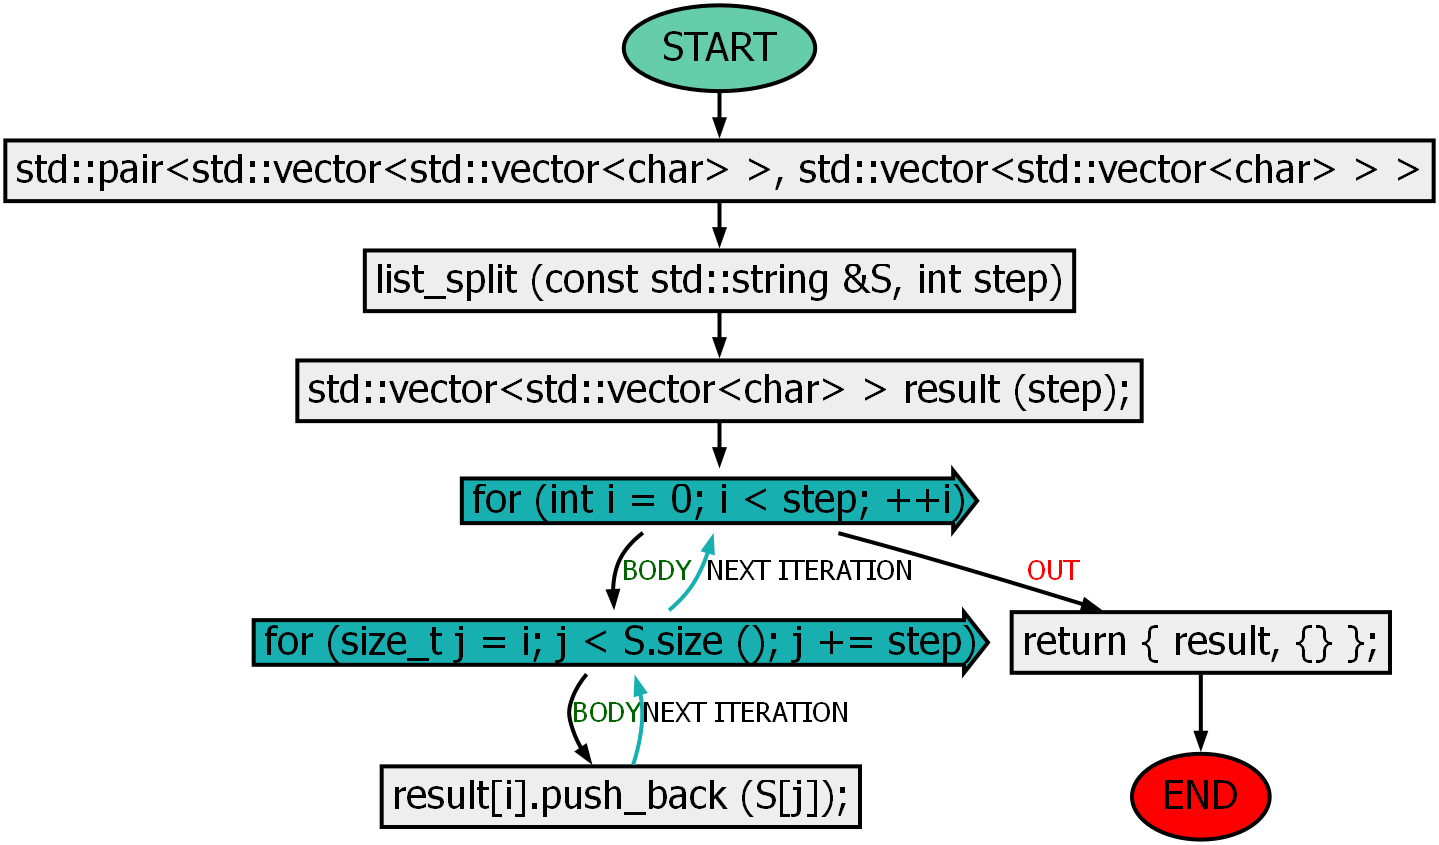 START
std::pair<std::vector<std::vector<char> >, std::vector<std::vector<char> > >
list_split (const std::string &S, int step)
std::vector<std::vector<char> > result (step);
for (int i = 0; i < step; ++i)
BODY
NEXT ITERATION
OUT
for (size_t j = i; j < S.size (); j += step)
return { result, {} };
BODY
NEXT ITERATION
result[i].push_back (S[j]);
END